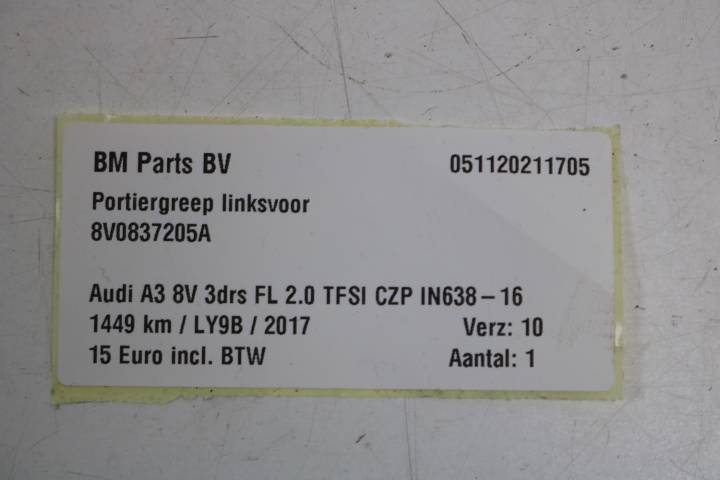 BM Parts BV 051120211705
Portiergreep linksvoor
8V0837205A
Audi A3 8V 3drs FL 2.0 TFSI CZP IN638-16
1449 km / LY9B / 2017 Verz: 10
15 Euro incl. BTW Aantal: 1